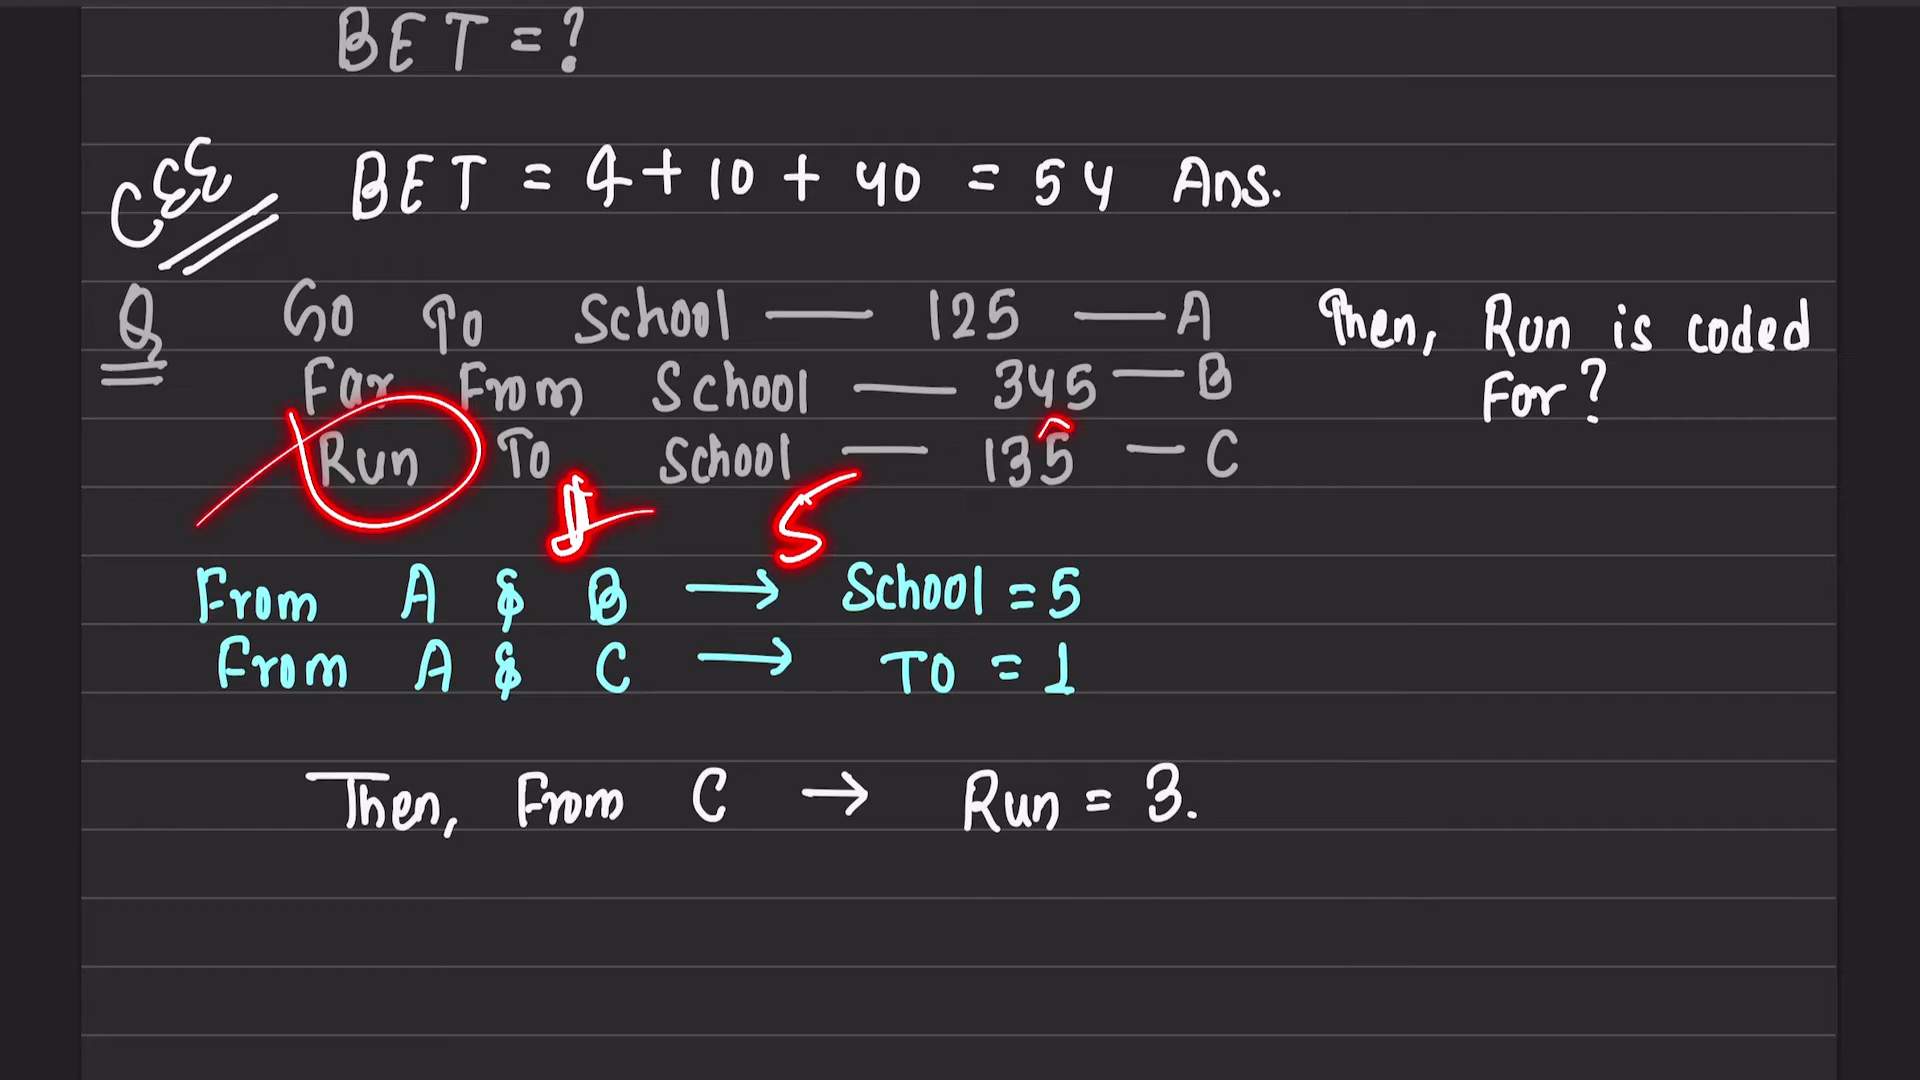 BET = ?
CEE BET = 4 + 10 + 40 = 54 Ans.
Q Go To School — 125 — A Then, Run is coded
Far From School — 345 — B For?
Run To School — 135 — C
1 5
From A & B → School = 5
From A & C → TO = 1
Then, From C → Run = 3.